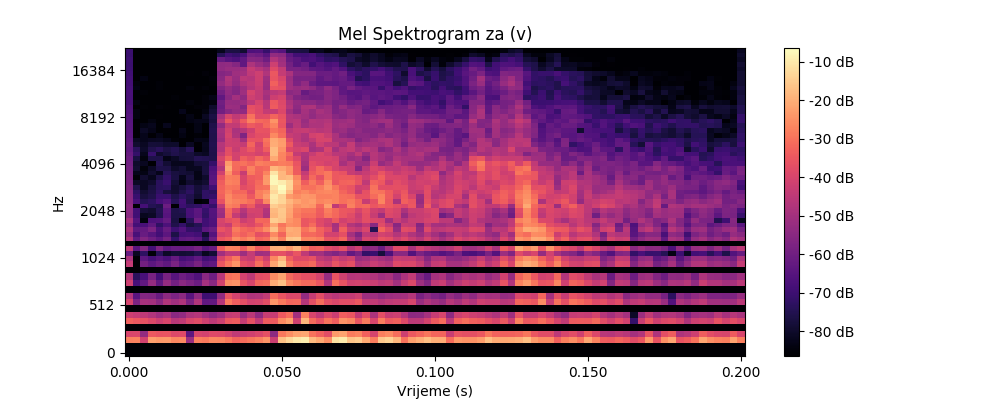 Mel Spektrogram za (v)
16384
8192
4096
2048
1024
512
0
Hz
0.000 0.050 0.100 0.150 0.200
Vrijeme (s)
-10 dB
-20 dB
-30 dB
-40 dB
-50 dB
-60 dB
-70 dB
-80 dB